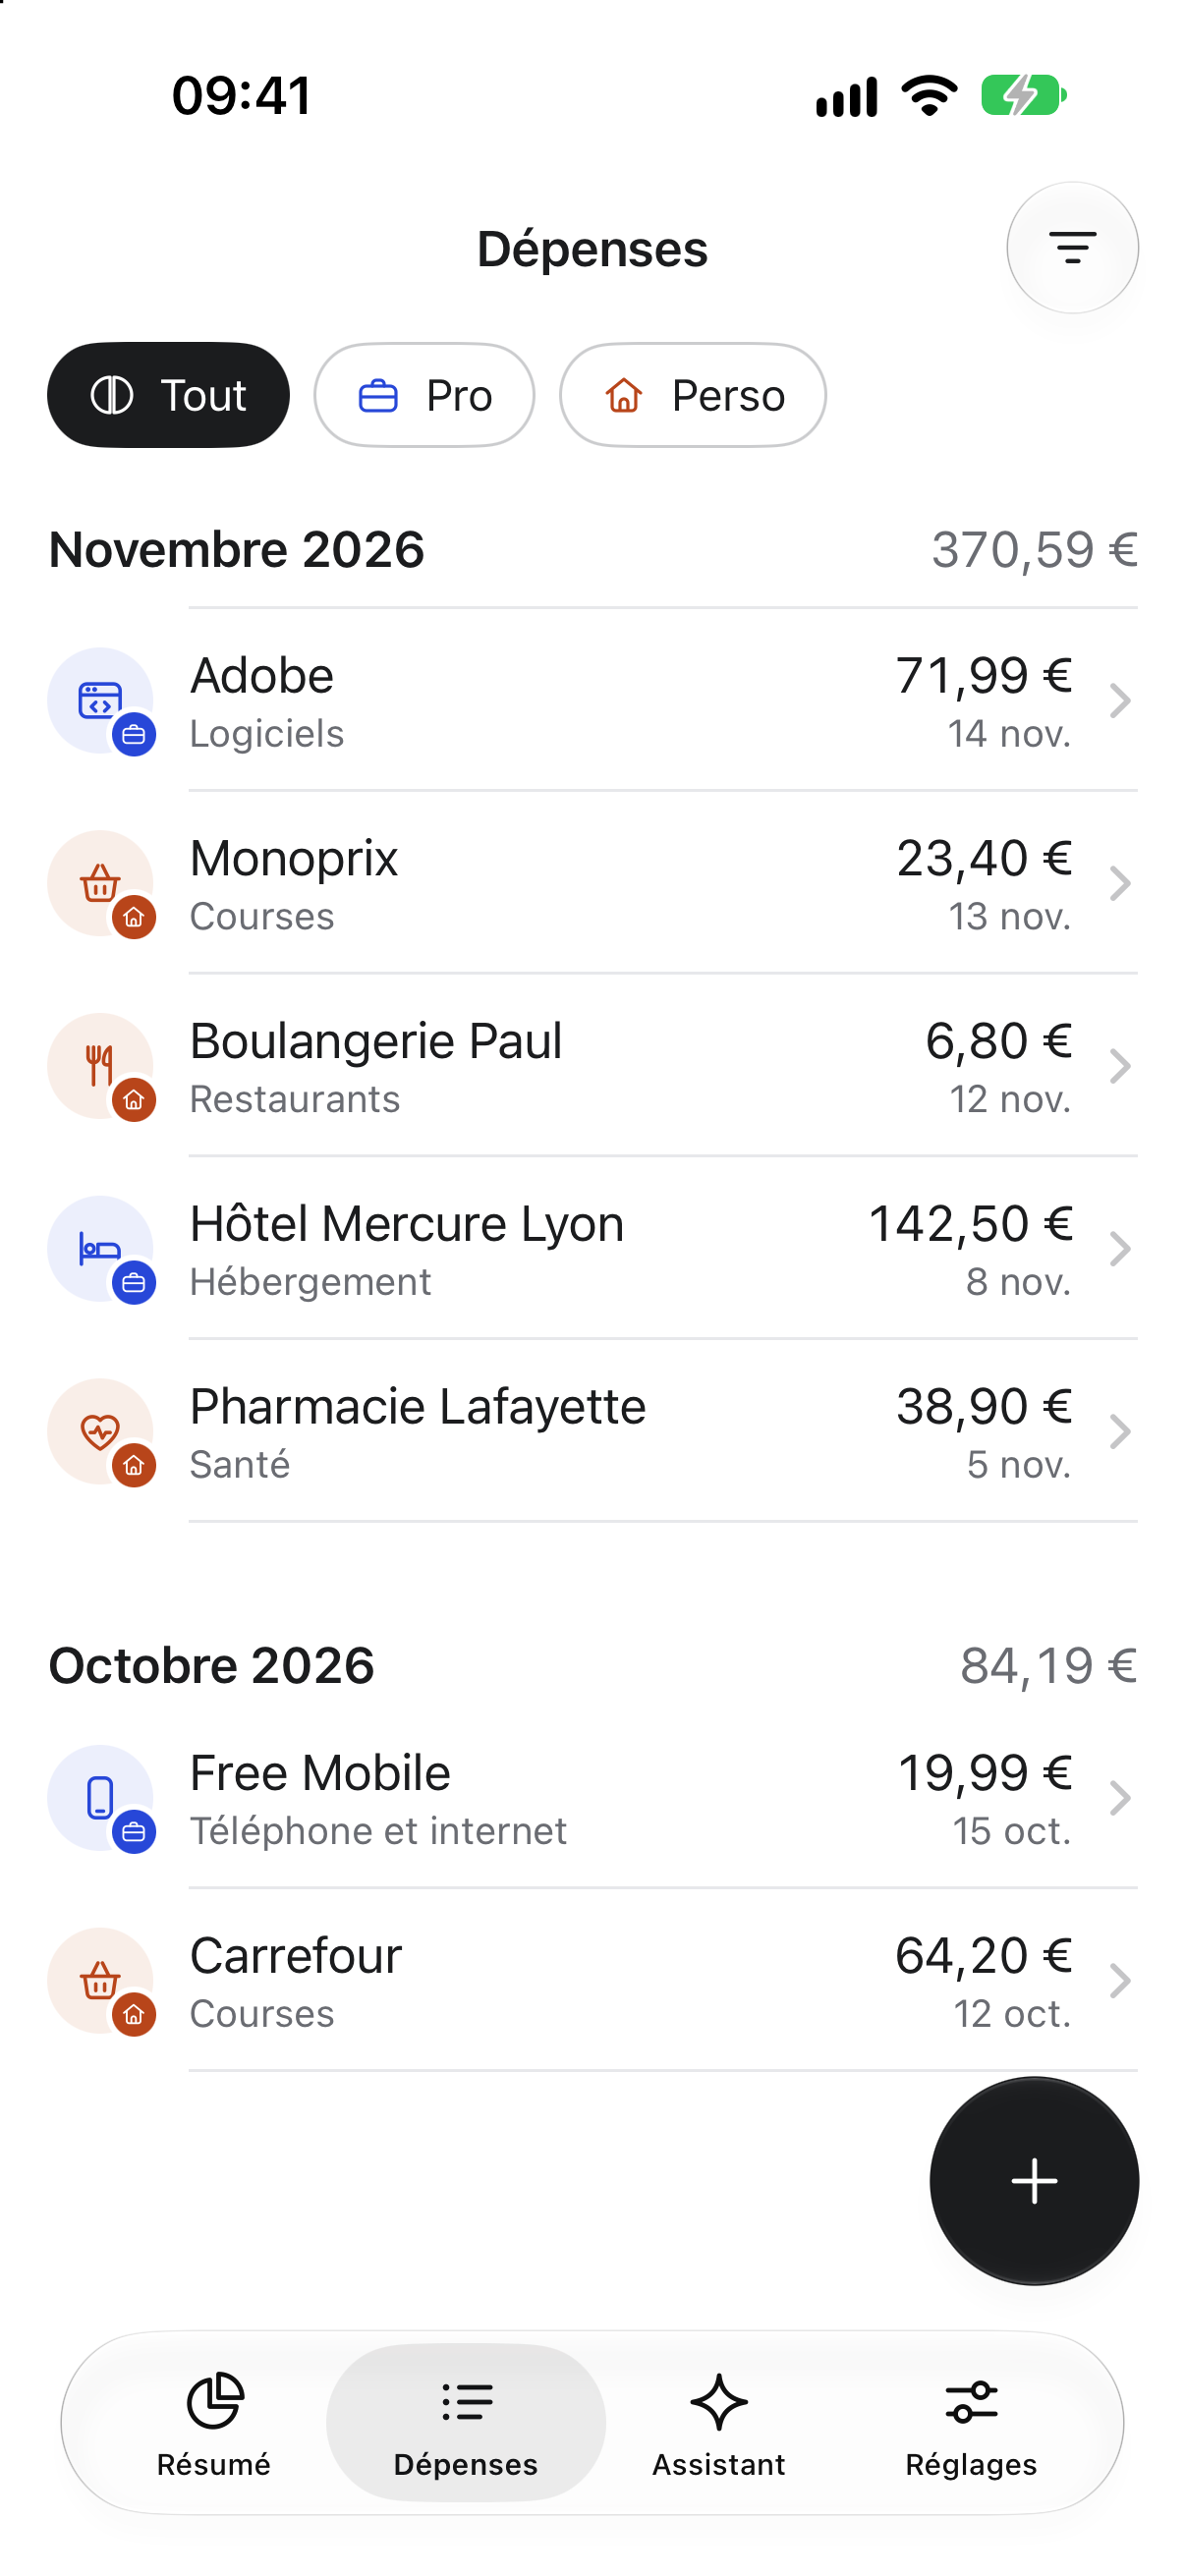 09:41
Dépenses
Tout
Pro
Perso
Novembre 2026
370,59 €
Adobe
71,99 €
Logiciels
14 nov.
Monoprix
23,40 €
Courses
13 nov.
Boulangerie Paul
6,80 €
Restaurants
12 nov.
Hôtel Mercure Lyon
142,50 €
Hébergement
8 nov.
Pharmacie Lafayette
38,90 €
Santé
5 nov.
Octobre 2026
84,19 €
Free Mobile
19,99 €
Téléphone et internet
15 oct.
Carrefour
64,20 €
Courses
12 oct.
Résumé
Dépenses
Assistant
Réglages